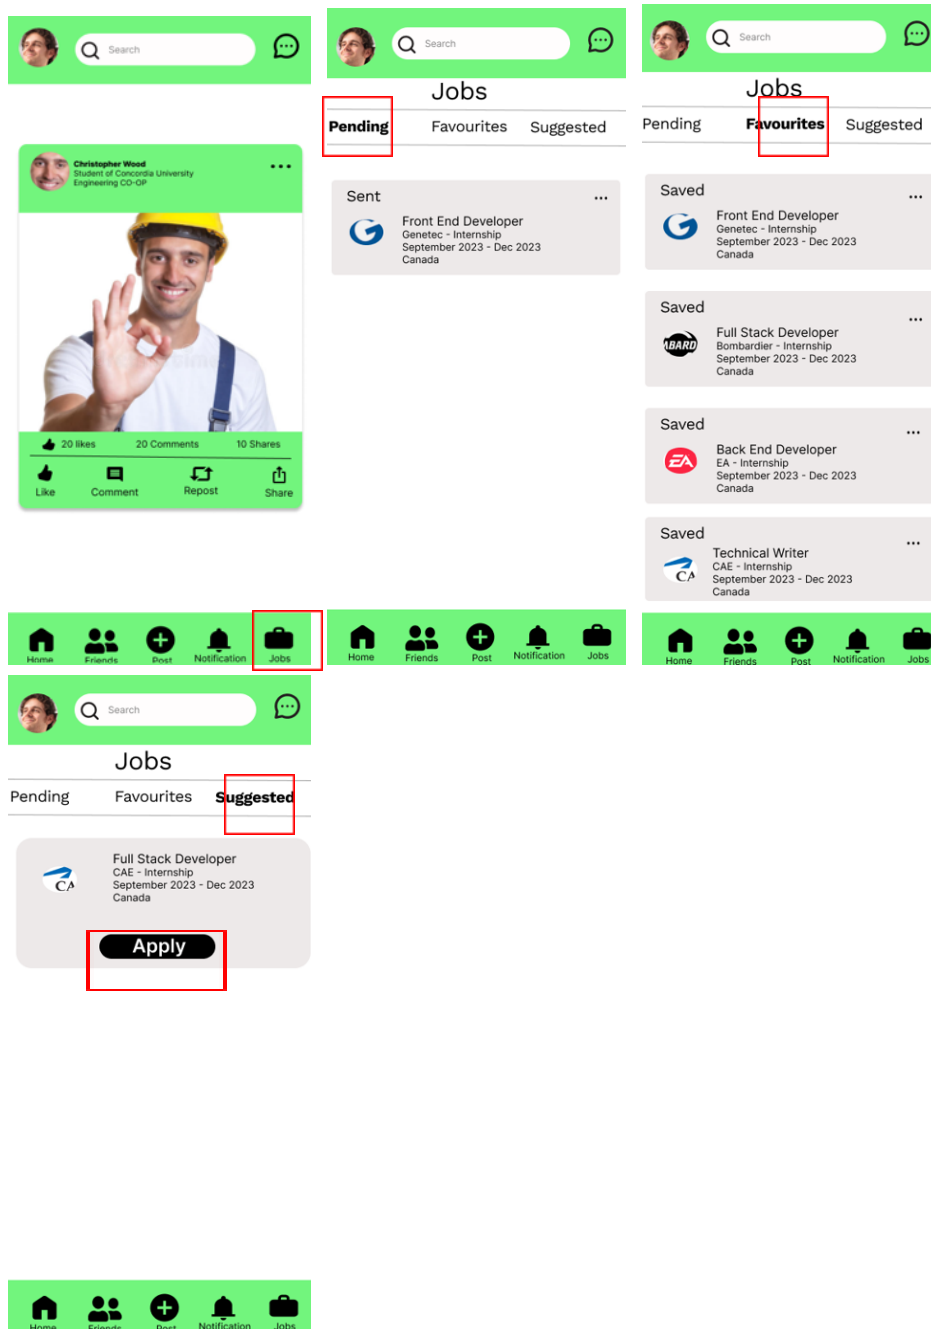 Search
Christopher Wood
Student of Concordia University
Engineering CO-OP
20 likes 20 Comments 10 Shares
Like Comment Repost Share
Home Friends Post Notification Jobs
Search
Jobs
Pending Favourites Suggested
Sent
Front End Developer
Genetec - Internship
September 2023 - Dec 2023
Canada
Home Friends Post Notification Jobs
Search
Jobs
Pending Favourites Suggested
Saved
Front End Developer
Genetec - Internship
September 2023 - Dec 2023
Canada
Saved
ABARD
Full Stack Developer
Bombardier - Internship
September 2023 - Dec 2023
Canada
Saved
EA
Back End Developer
EA - Internship
September 2023 - Dec 2023
Canada
Saved
CA
Technical Writer
CAE - Internship
September 2023 - Dec 2023
Canada
Home Friends Post Notification Jobs
Search
Jobs
Pending Favourites Suggested
CA
Full Stack Developer
CAE - Internship
September 2023 - Dec 2023
Canada
Apply
Home Friends Post Notification Jobs